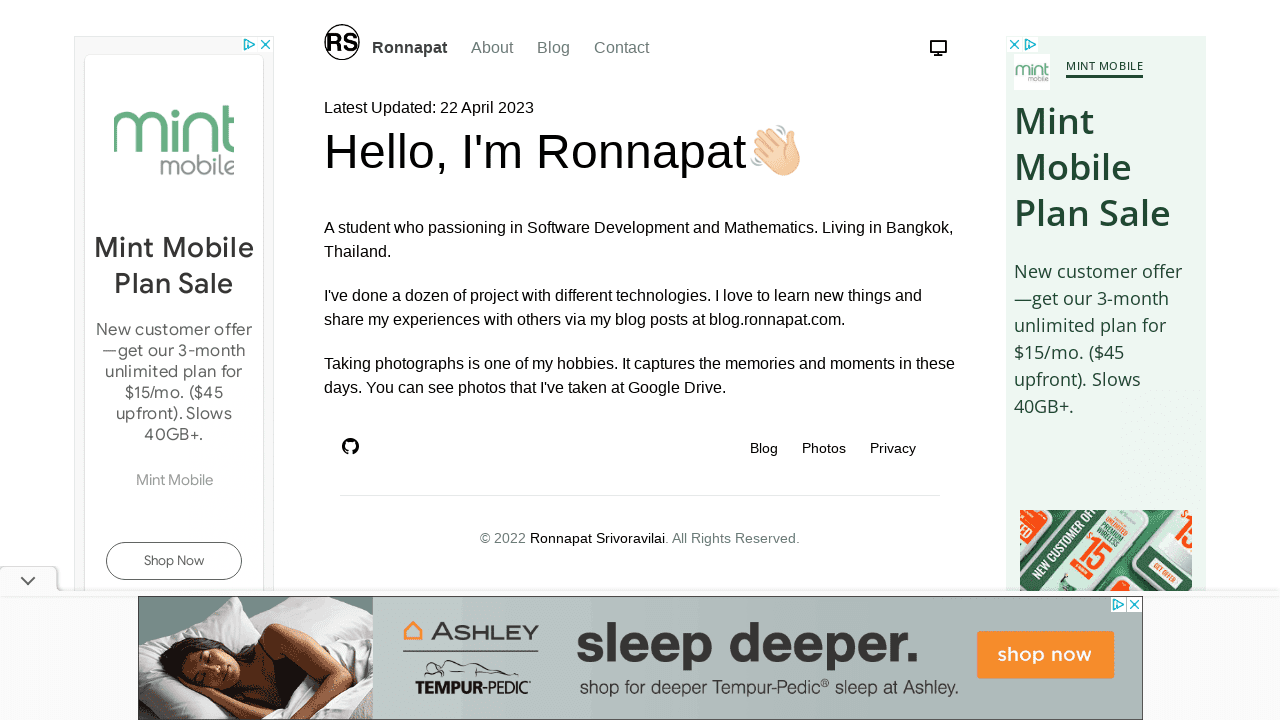 RS
Ronnapat
About
Blog
Contact
Latest Updated: 22 April 2023
Hello, I'm Ronnapat👋🏻
A student who passioning in Software Development and Mathematics. Living in Bangkok,
Thailand.
I've done a dozen of project with different technologies. I love to learn new things and
share my experiences with others via my blog posts at blog.ronnapat.com.
Taking photographs is one of my hobbies. It captures the memories and moments in these
days. You can see photos that I've taken at Google Drive.
Blog
Photos
Privacy
© 2022 Ronnapat Srivoravilai. All Rights Reserved.
mint
mobile
Mint Mobile
Plan Sale
New customer offer
—get our 3-month
unlimited plan for
$15/mo. ($45
upfront). Slows
40GB+.
Mint Mobile
Shop Now
mint
mobile
MINT MOBILE
Mint
Mobile
Plan Sale
New customer offer
—get our 3-month
unlimited plan for
$15/mo. ($45
upfront). Slows
40GB+.
NEW CUSTOMER OFFER
$15
UNLIMITED
PREMIUM
WIRELESS
$15
GET OFFER
ASHLEY
TEMPUR-PEDIC®
sleep deeper.
shop for deeper Tempur-Pedic® sleep at Ashley.
shop now